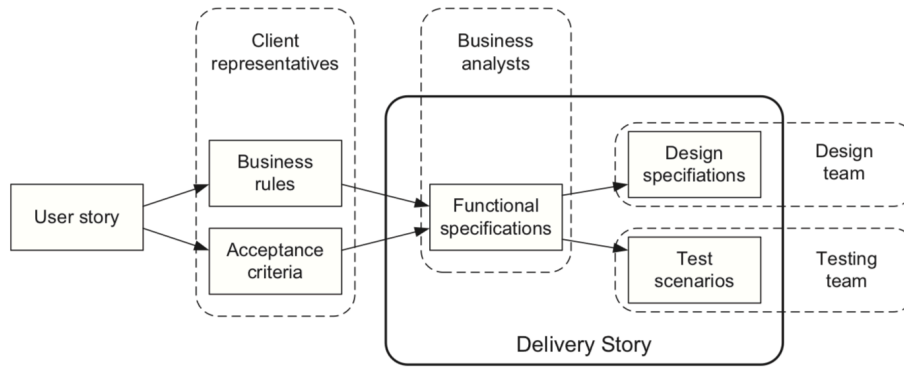 Client
representatives
Business
analysts
Business
rules
Design
specifiations
Design
team
User story
Functional
specifications
Acceptance
criteria
Test
scenarios
Testing
team
Delivery Story